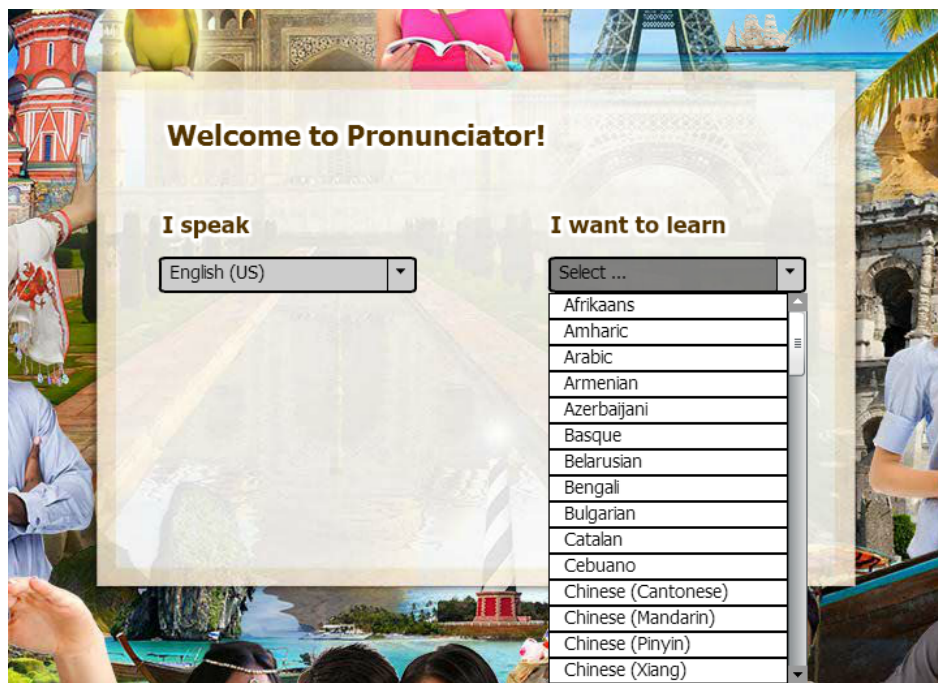 Welcome to Pronunciator!
I speak
I want to learn
English (US)
Select ...
Afrikaans
Amharic
Arabic
Armenian
Azerbaijani
Basque
Belarusian
Bengali
Bulgarian
Catalan
Cebuano
Chinese (Cantonese)
Chinese (Mandarin)
Chinese (Pinyin)
Chinese (Xiang)